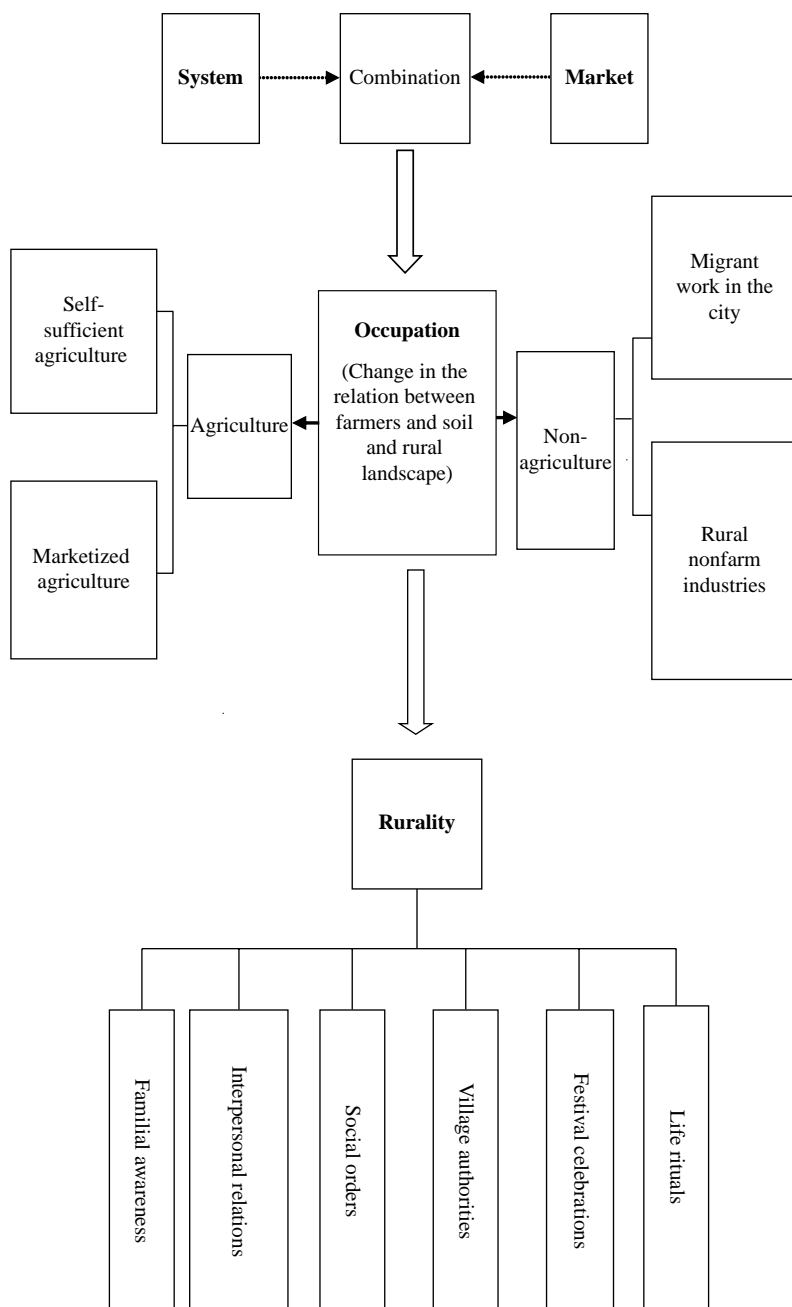 System
Combination
Market
Self-
sufficient
agriculture
Marketized
agriculture
Agriculture
Occupation
(Change in the
relation between
farmers and soil
and rural
landscape)
Non-
agriculture
Migrant
work in the
city
Rural
nonfarm
industries
Rurality
Familial awareness
Interpersonal relations
Social orders
Village authorities
Festival celebrations
Life rituals